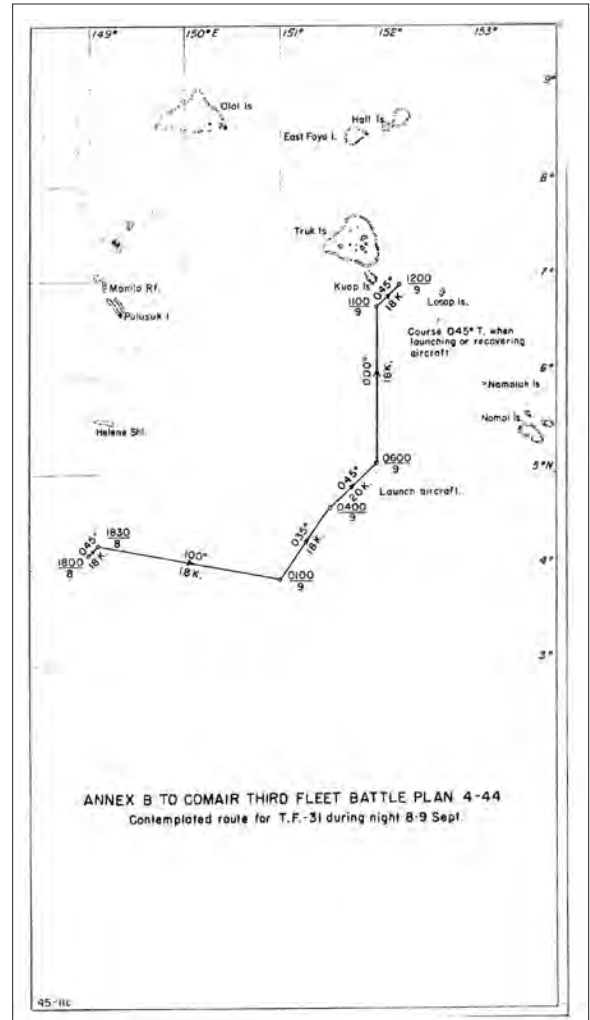 149°
150°E
151°
152°
153°
9°
Olol Is
Hall Is.
East Foyu I.
8°
Truk Is
7°
Manila Rf.
Kuop Is
045°
18K.
1200
9
Losap Is.
Pulusuk I
1100
9
Course 045° T, when
launching or recovering
aircraft
6°
000°
18K.
Namoluk Is
Nomoi Is.
Helene Shl.
5°N
0600
9
045°
20K.
Launch aircraft.
0400
9
035°
18K.
1830
8
045°
18K.
1800
8
100°
18K.
4°
0100
9
3°
ANNEX B TO COMAIR THIRD FLEET BATTLE PLAN 4-44
Contemplated route for T.F.-31 during night 8-9 Sept.
45-11C